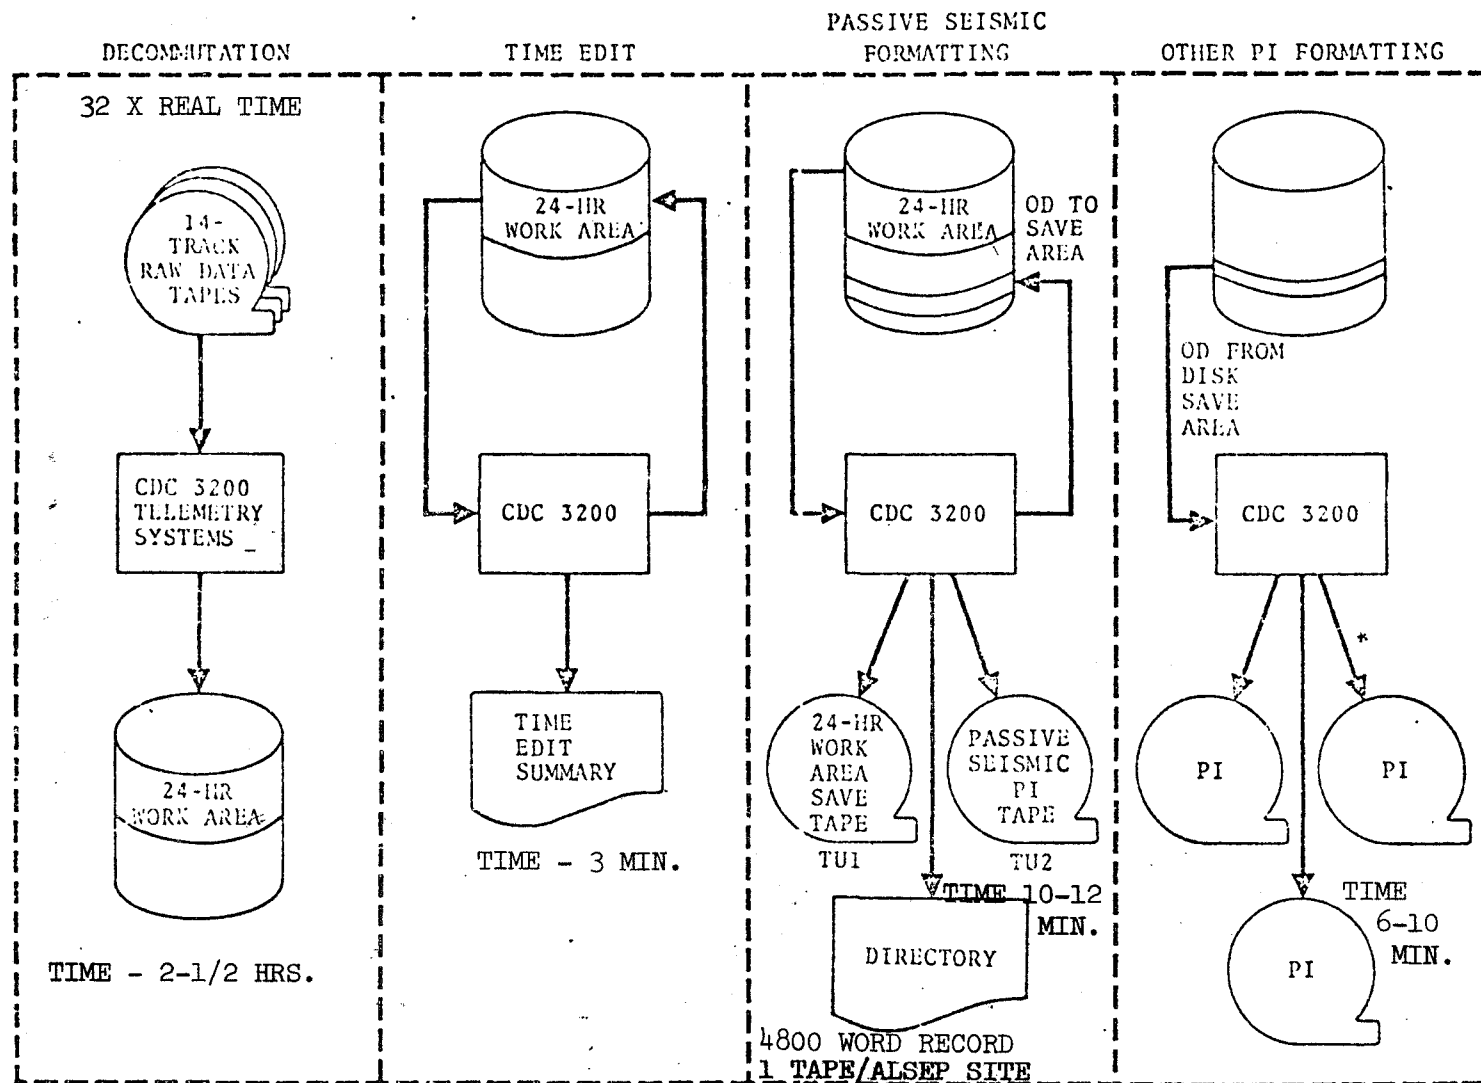 DECOMMUTATION
32 X REAL TIME
14-
TRACK
RAW DATA
TAPES
CDC 3200
TELEMETRY
SYSTEMS _
24-HR
WORK AREA
TIME - 2-1/2 HRS.
TIME EDIT
24-HR
WORK AREA
CDC 3200
TIME
EDIT
SUMMARY
TIME - 3 MIN.
PASSIVE SEISMIC
FORMATTING
24-HR
WORK AREA
OD TO
SAVE
AREA
CDC 3200
24-HR
WORK
AREA
SAVE
TAPE
TU1
PASSIVE
SEISMIC
PI
TAPE
TU2
TIME 10-12
MIN.
DIRECTORY
4800 WORD RECORD
1 TAPE/ALSEP SITE
OTHER PI FORMATTING
OD FROM
DISK
SAVE
AREA
CDC 3200
*
PI
PI
PI
TIME
6-10
MIN.